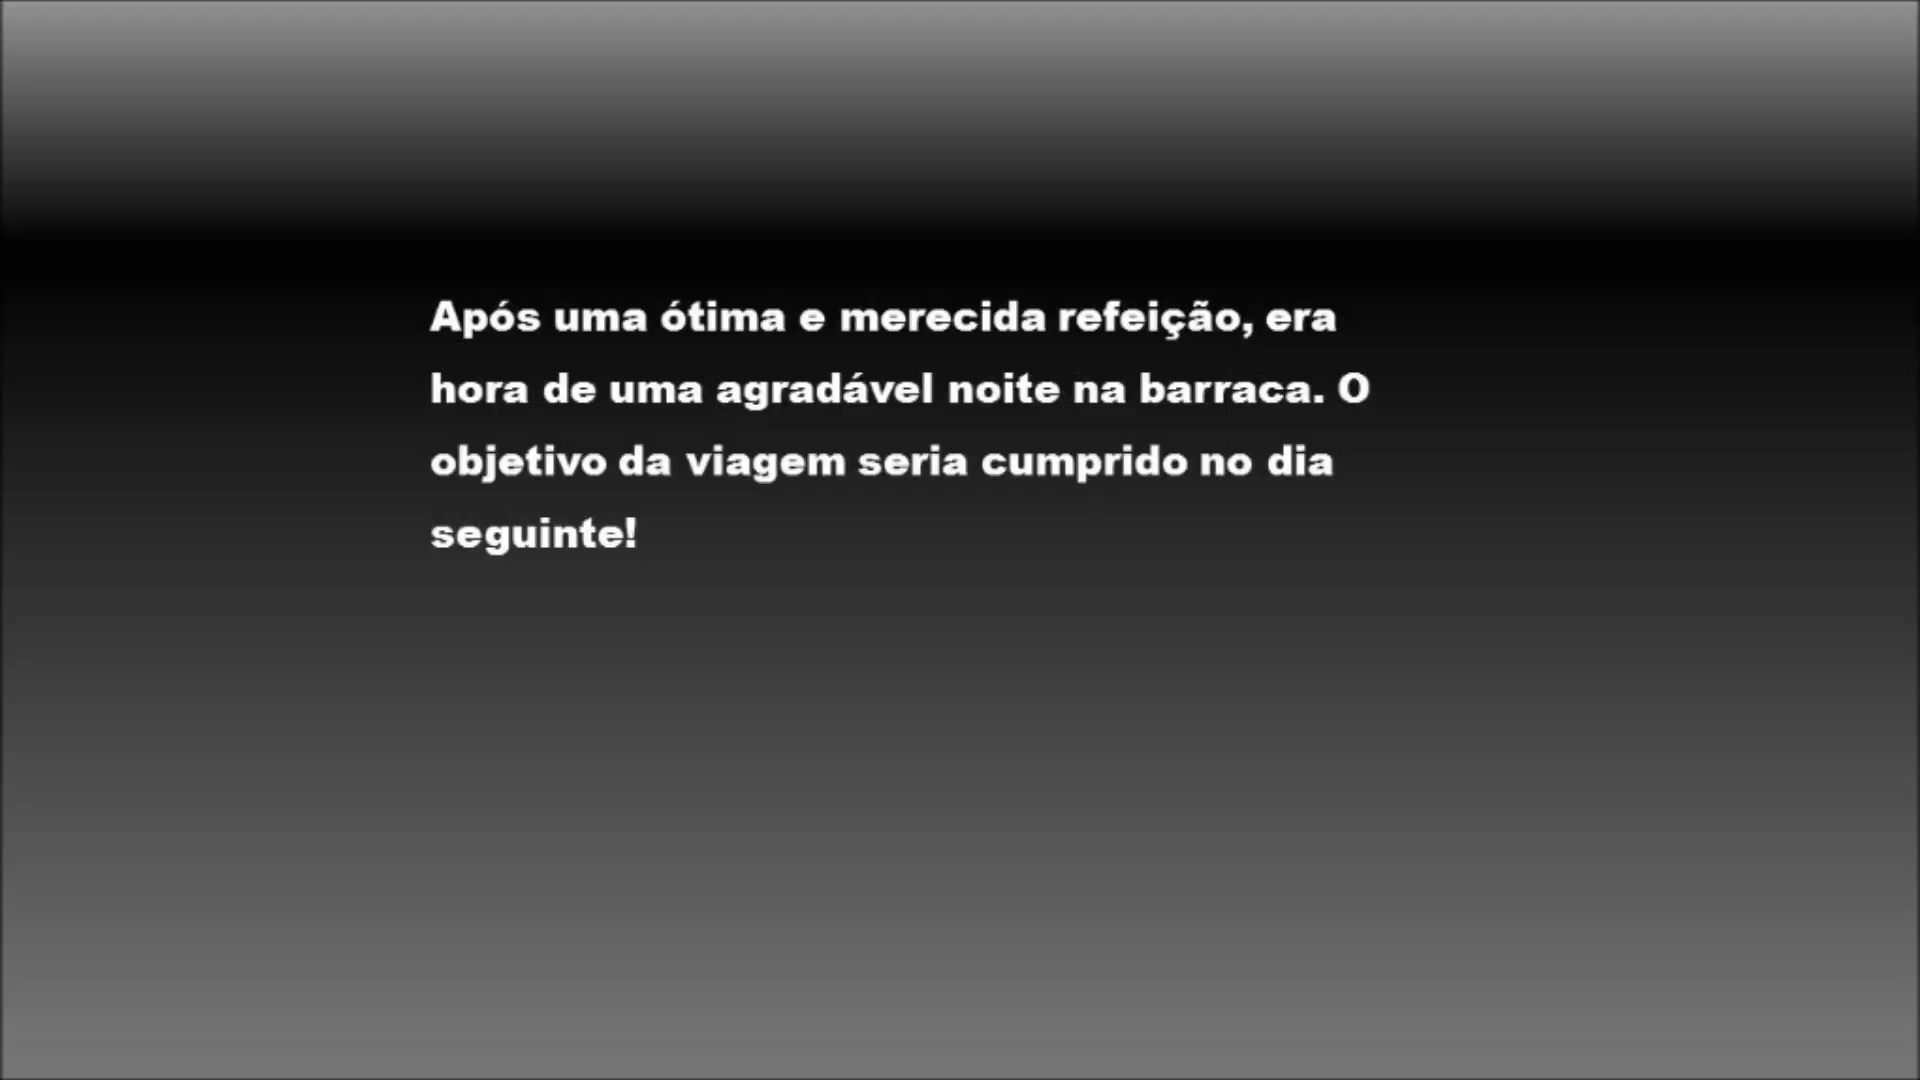 Após uma ótima e merecida refeição, era
hora de uma agradável noite na barraca. O
objetivo da viagem seria cumprido no dia
seguinte!